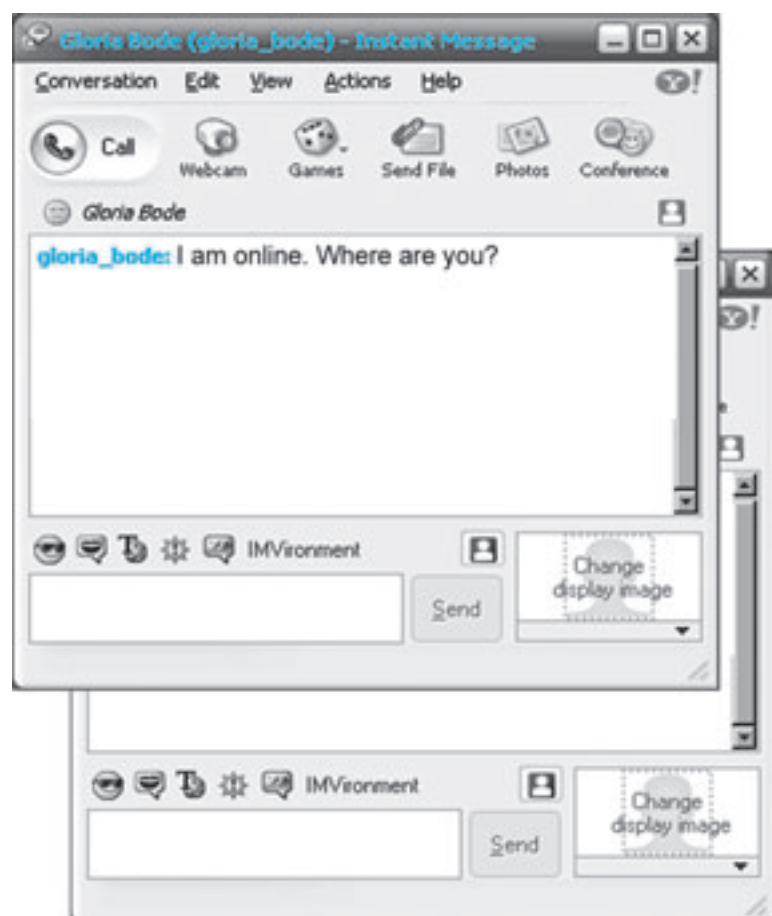 Gloria Bode (gloria_bode) - Instant Message
Conversation Edit View Actions Help
Y!
Call
Webcam Games Send File Photos Conference
Gloria Bode
gloria_bode: I am online. Where are you?
IMVironment
Send
Change
display image
Y!
IMVironment
Send
Change
display image